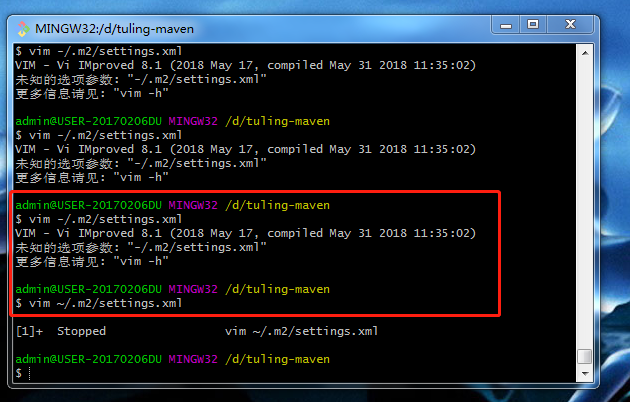 MINGW32:/d/tuling-maven
$ vim -/.m2/settings.xml
VIM - Vi IMproved 8.1 (2018 May 17, compiled May 31 2018 11:35:02)
未知的选项参数: "-/.m2/settings.xml"
更多信息请见: "vim -h"
admin@USER-20170206DU MINGW32 /d/tuling-maven
$ vim -/.m2/settings.xml
VIM - Vi IMproved 8.1 (2018 May 17, compiled May 31 2018 11:35:02)
未知的选项参数: "-/.m2/settings.xml"
更多信息请见: "vim -h"
admin@USER-20170206DU MINGW32 /d/tuling-maven
$ vim -/.m2/settings.xml
VIM - Vi IMproved 8.1 (2018 May 17, compiled May 31 2018 11:35:02)
未知的选项参数: "-/.m2/settings.xml"
更多信息请见: "vim -h"
admin@USER-20170206DU MINGW32 /d/tuling-maven
$ vim ~/.m2/settings.xml
[1]+  Stopped                 vim ~/.m2/settings.xml
admin@USER-20170206DU MINGW32 /d/tuling-maven
$